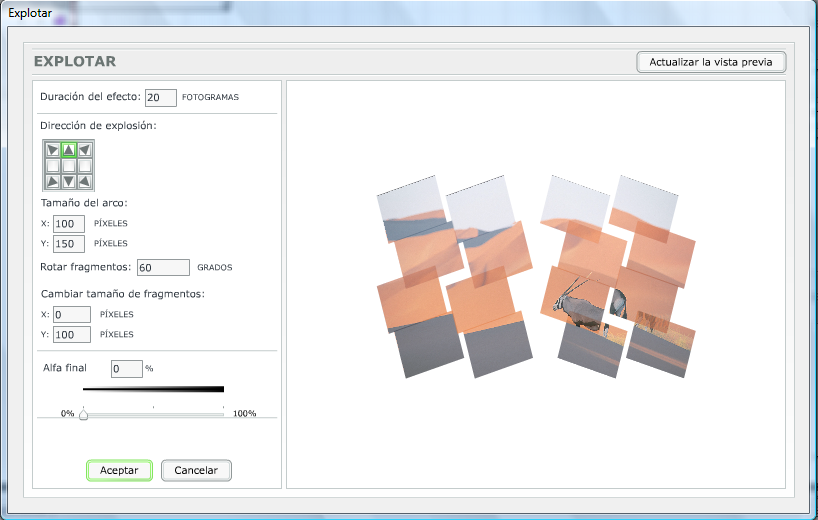 Explotar
EXPLOTAR
Actualizar la vista previa
Duración del efecto: 20 FOTOGRAMAS
Dirección de explosión:
Tamaño del arco:
X: 100 PÍXELES
Y: 150 PÍXELES
Rotar fragmentos: 60 GRADOS
Cambiar tamaño de fragmentos:
X: 0 PÍXELES
Y: 100 PÍXELES
Alfa final 0 %
0% 100%
Aceptar Cancelar